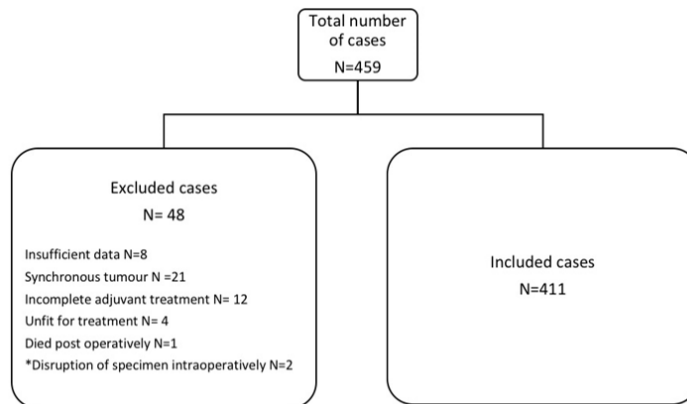 Total number
of cases
N=459
Excluded cases
N= 48
Insufficient data N=8
Synchronous tumour N =21
Incomplete adjuvant treatment N= 12
Unfit for treatment N= 4
Died post operatively N=1
*Disruption of specimen intraoperatively N=2
Included cases
N=411